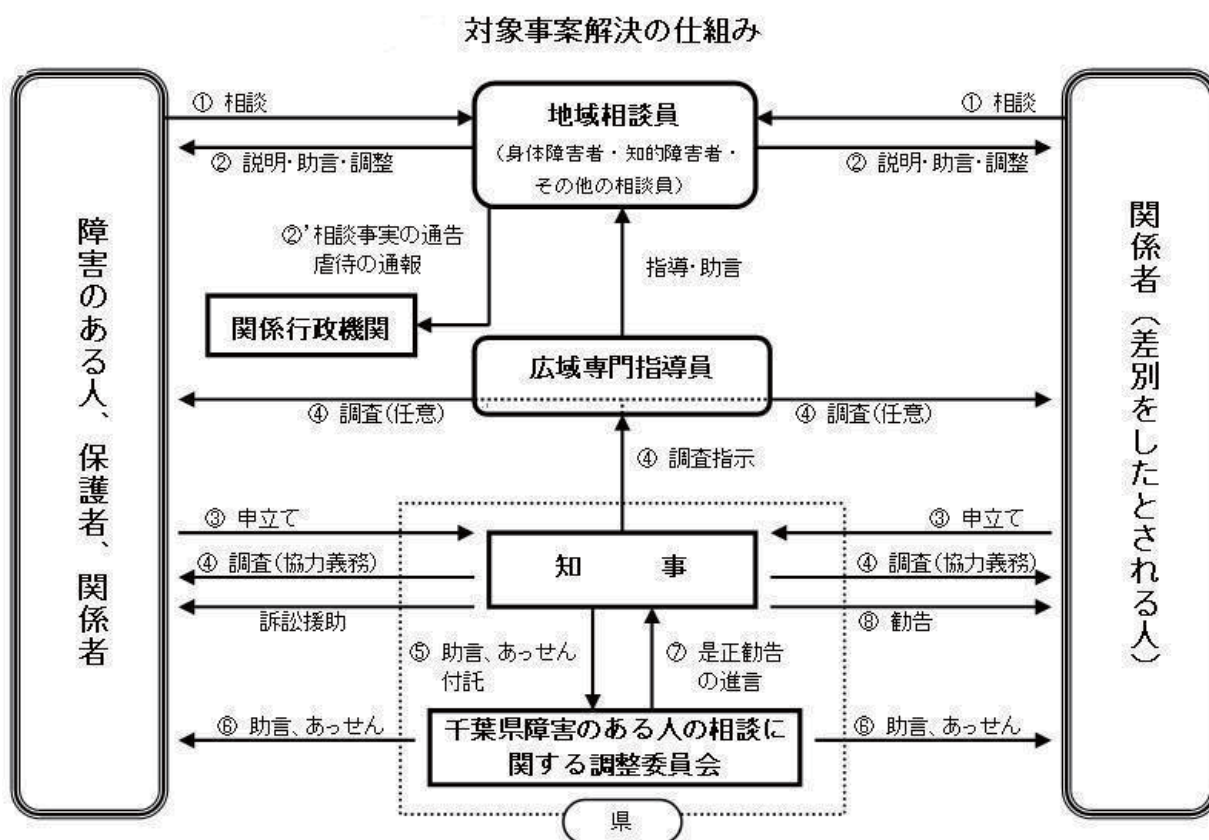 対象事案解決の仕組み
障害のある人、保護者、関係者
① 相談
② 説明・助言・調整
地域相談員
(身体障害者・知的障害者・
その他の相談員)
① 相談
② 説明・助言・調整
関係者(差別をしたとされる人)
②’相談事実の通告
虐待の通報
指導・助言
関係行政機関
広域専門指導員
④ 調査(任意)
④ 調査(任意)
④ 調査指示
③ 申立て
④ 調査(協力義務)
訴訟援助
知 事
③ 申立て
④ 調査(協力義務)
⑧ 勧告
⑤ 助言、あっせん
付託
⑦ 是正勧告
の進言
⑥ 助言、あっせん
千葉県障害のある人の相談に
関する調整委員会
⑥ 助言、あっせん
県